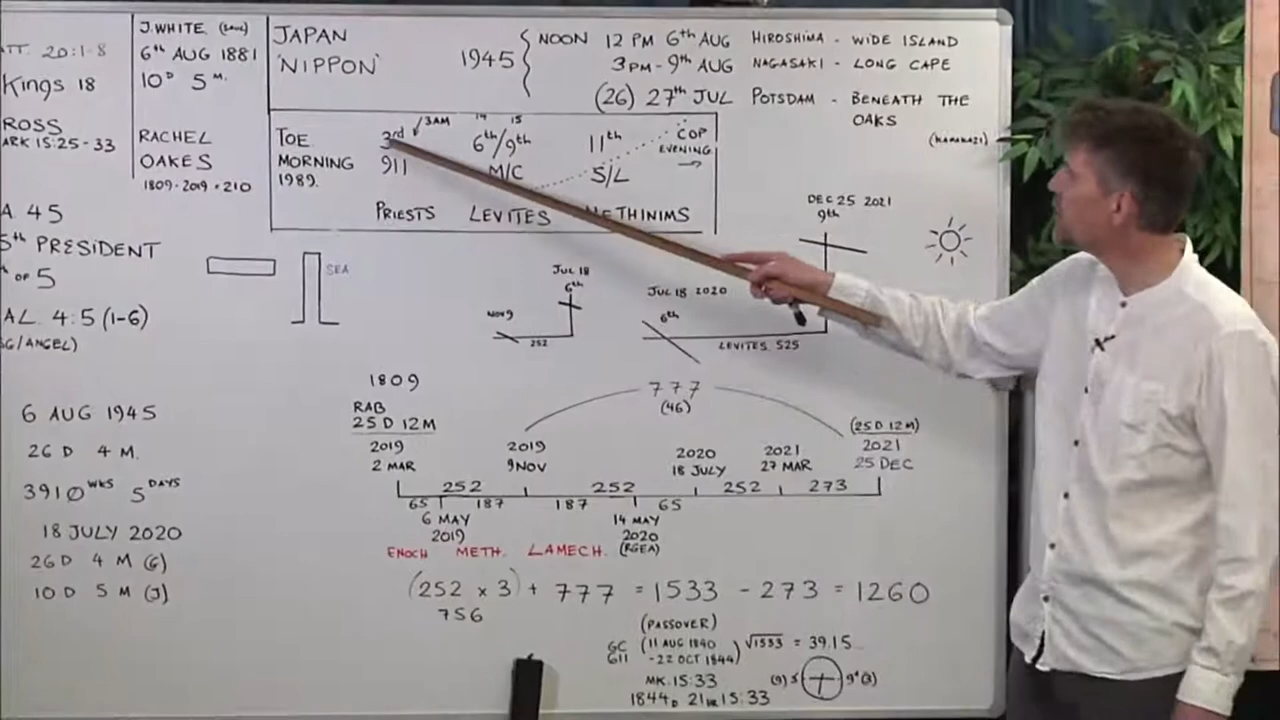 ATT. 20:1-8
Kings 18
ROSS
ARK 15:25-33
J. WHITE
6th AUG 1881
10D 5M.
RACHEL
OAKES
1809-2019=210
JAPAN
'NIPPON'
1945
NOON 12 PM 6th AUG HIROSHIMA - WIDE ISLAND
3PM - 9th AUG NAGASAKI - LONG CAPE
(26) 27th JUL POTSDAM - BENEATH THE
OAKS
(KAMAKAZI)
TOE
MORNING
1989.
3rd
3AM
911
PRIESTS
14 15
6th/9th
M/C
LEVITES
11th
S/L
NETHINIMS
COP
EVENING
A. 45
5th PRESIDENT
OF 5
AL. 4:5 (1-6)
SEA
NOV 9
252
JUL 18
6th
JUL 18 2020
6th
LEVITES 525
DEC 25 2021
9th
6 AUG 1945
26 D 4 M.
3910 WKS 5 DAYS
18 JULY 2020
26 D 4 M (G)
10 D 5 M (J)
1809
RAB
25 D 12 M
2019
2 MAR
2019
9 NOV
777
(46)
2020
18 JULY
2021
27 MAR
(25 D 12 M)
2021
25 DEC
252 252 252 273
65 187 187 65
6 MAY
2019
14 MAY
2020
(RGEA)
ENOCH METH. LAMECH.
(252 x 3) + 777 = 1533 - 273 = 1260
756
(PASSOVER)
GC
611
(11 AUG 1840
- 22 OCT 1844)
√1533 = 39.15
MK. 15:33
1844D 21HR 15:33